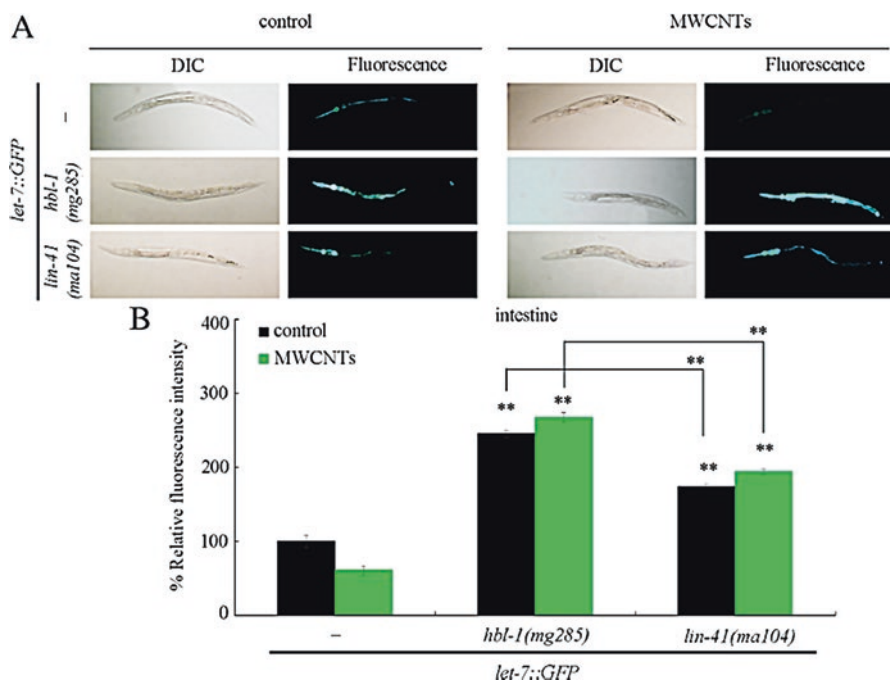 A
control
MWCNTs
DIC
Fluorescence
DIC
Fluorescence
let-7::GFP
–
hbl-1
(mg285)
lin-41
(ma104)
B
intestine
% Relative fluorescence intensity
400
300
200
100
0
control
MWCNTs
**
**
**
**
**
**
–
hbl-1(mg285)
lin-41(ma104)
let-7::GFP